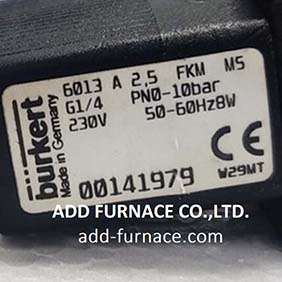 bürkert
Made in Germany
6013 A 2,5 FKM MS
G1/4 PN0-10bar
230V 50-60Hz8W
00141979
W29MT
ADD FURNACE CO.,LTD.
add-furnace.com